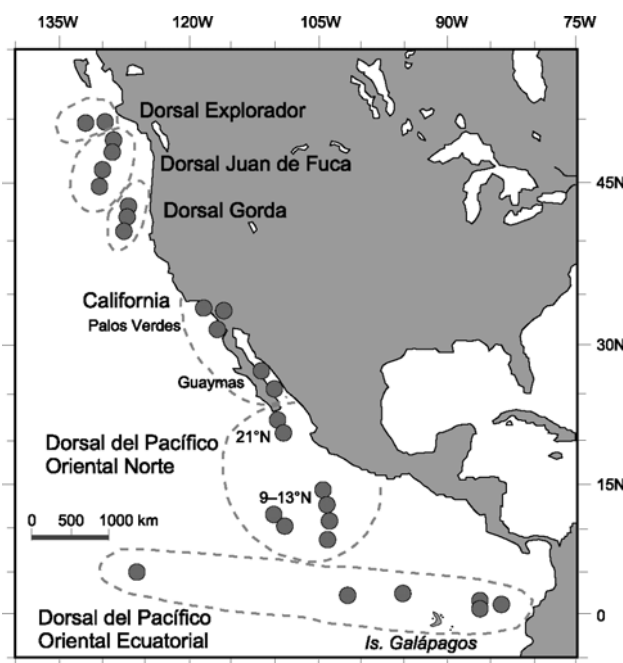 135W 120W 105W 90W 75W
Dorsal Explorador
Dorsal Juan de Fuca
45N
Dorsal Gorda
California
Palos Verdes
30N
Guaymas
21°N
Dorsal del Pacífico
Oriental Norte
9–13°N
15N
0 500 1000 km
Dorsal del Pacífico
Oriental Ecuatorial
0
Is. Galápagos